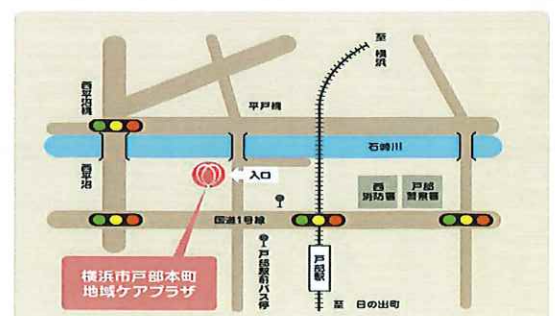 至 横浜
西平沼橋
平戸橋
石崎川
西平沼
入口
西
消防署
戸部
警察署
国道1号線
横浜市戸部本町
地域ケアプラザ
戸部駅前バス停
戸部駅
至 日の出町